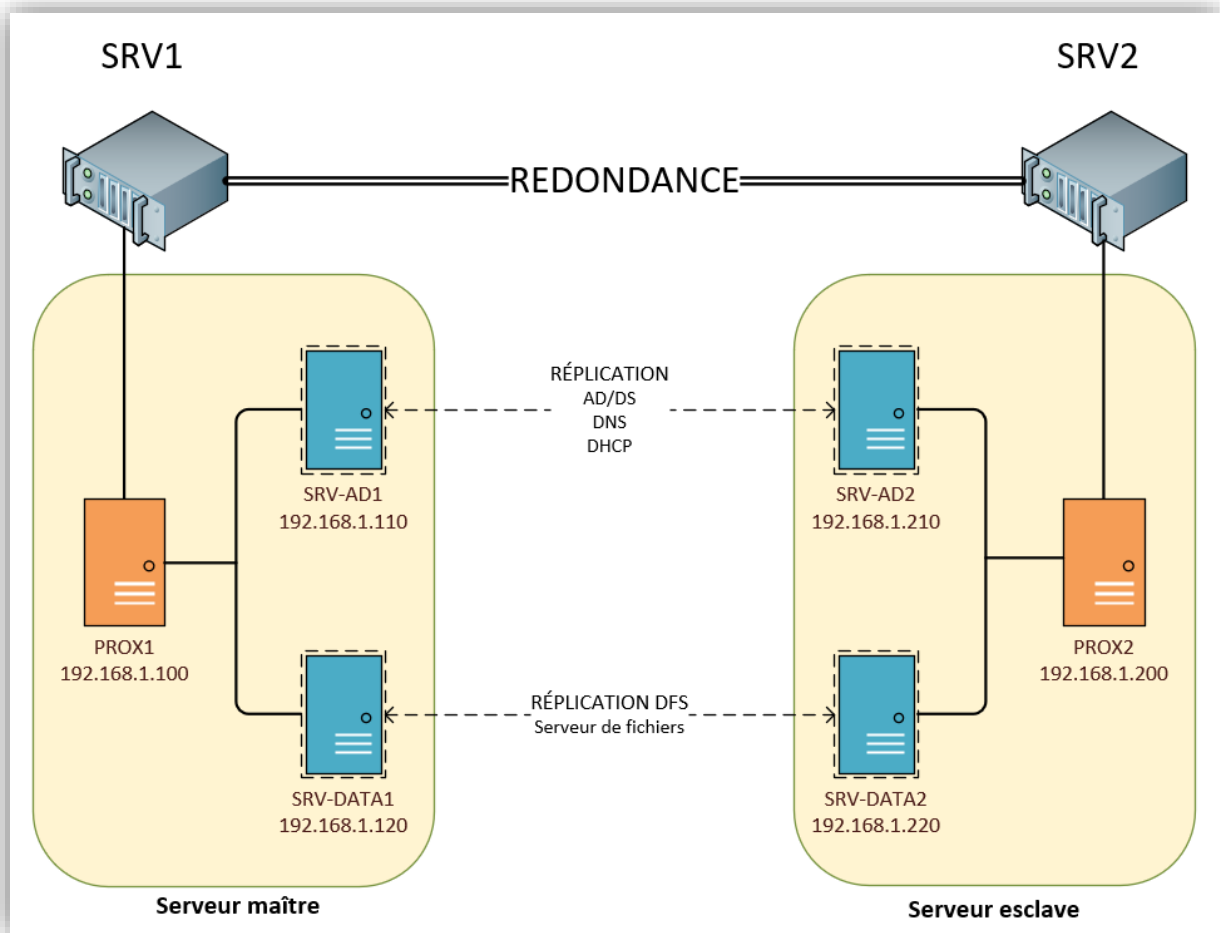 SRV1
SRV2
REDONDANCE
RÉPLICATION
AD/DS
DNS
DHCP
SRV-AD1
192.168.1.110
SRV-AD2
192.168.1.210
PROX1
192.168.1.100
PROX2
192.168.1.200
RÉPLICATION DFS
Serveur de fichiers
SRV-DATA1
192.168.1.120
SRV-DATA2
192.168.1.220
Serveur maître
Serveur esclave